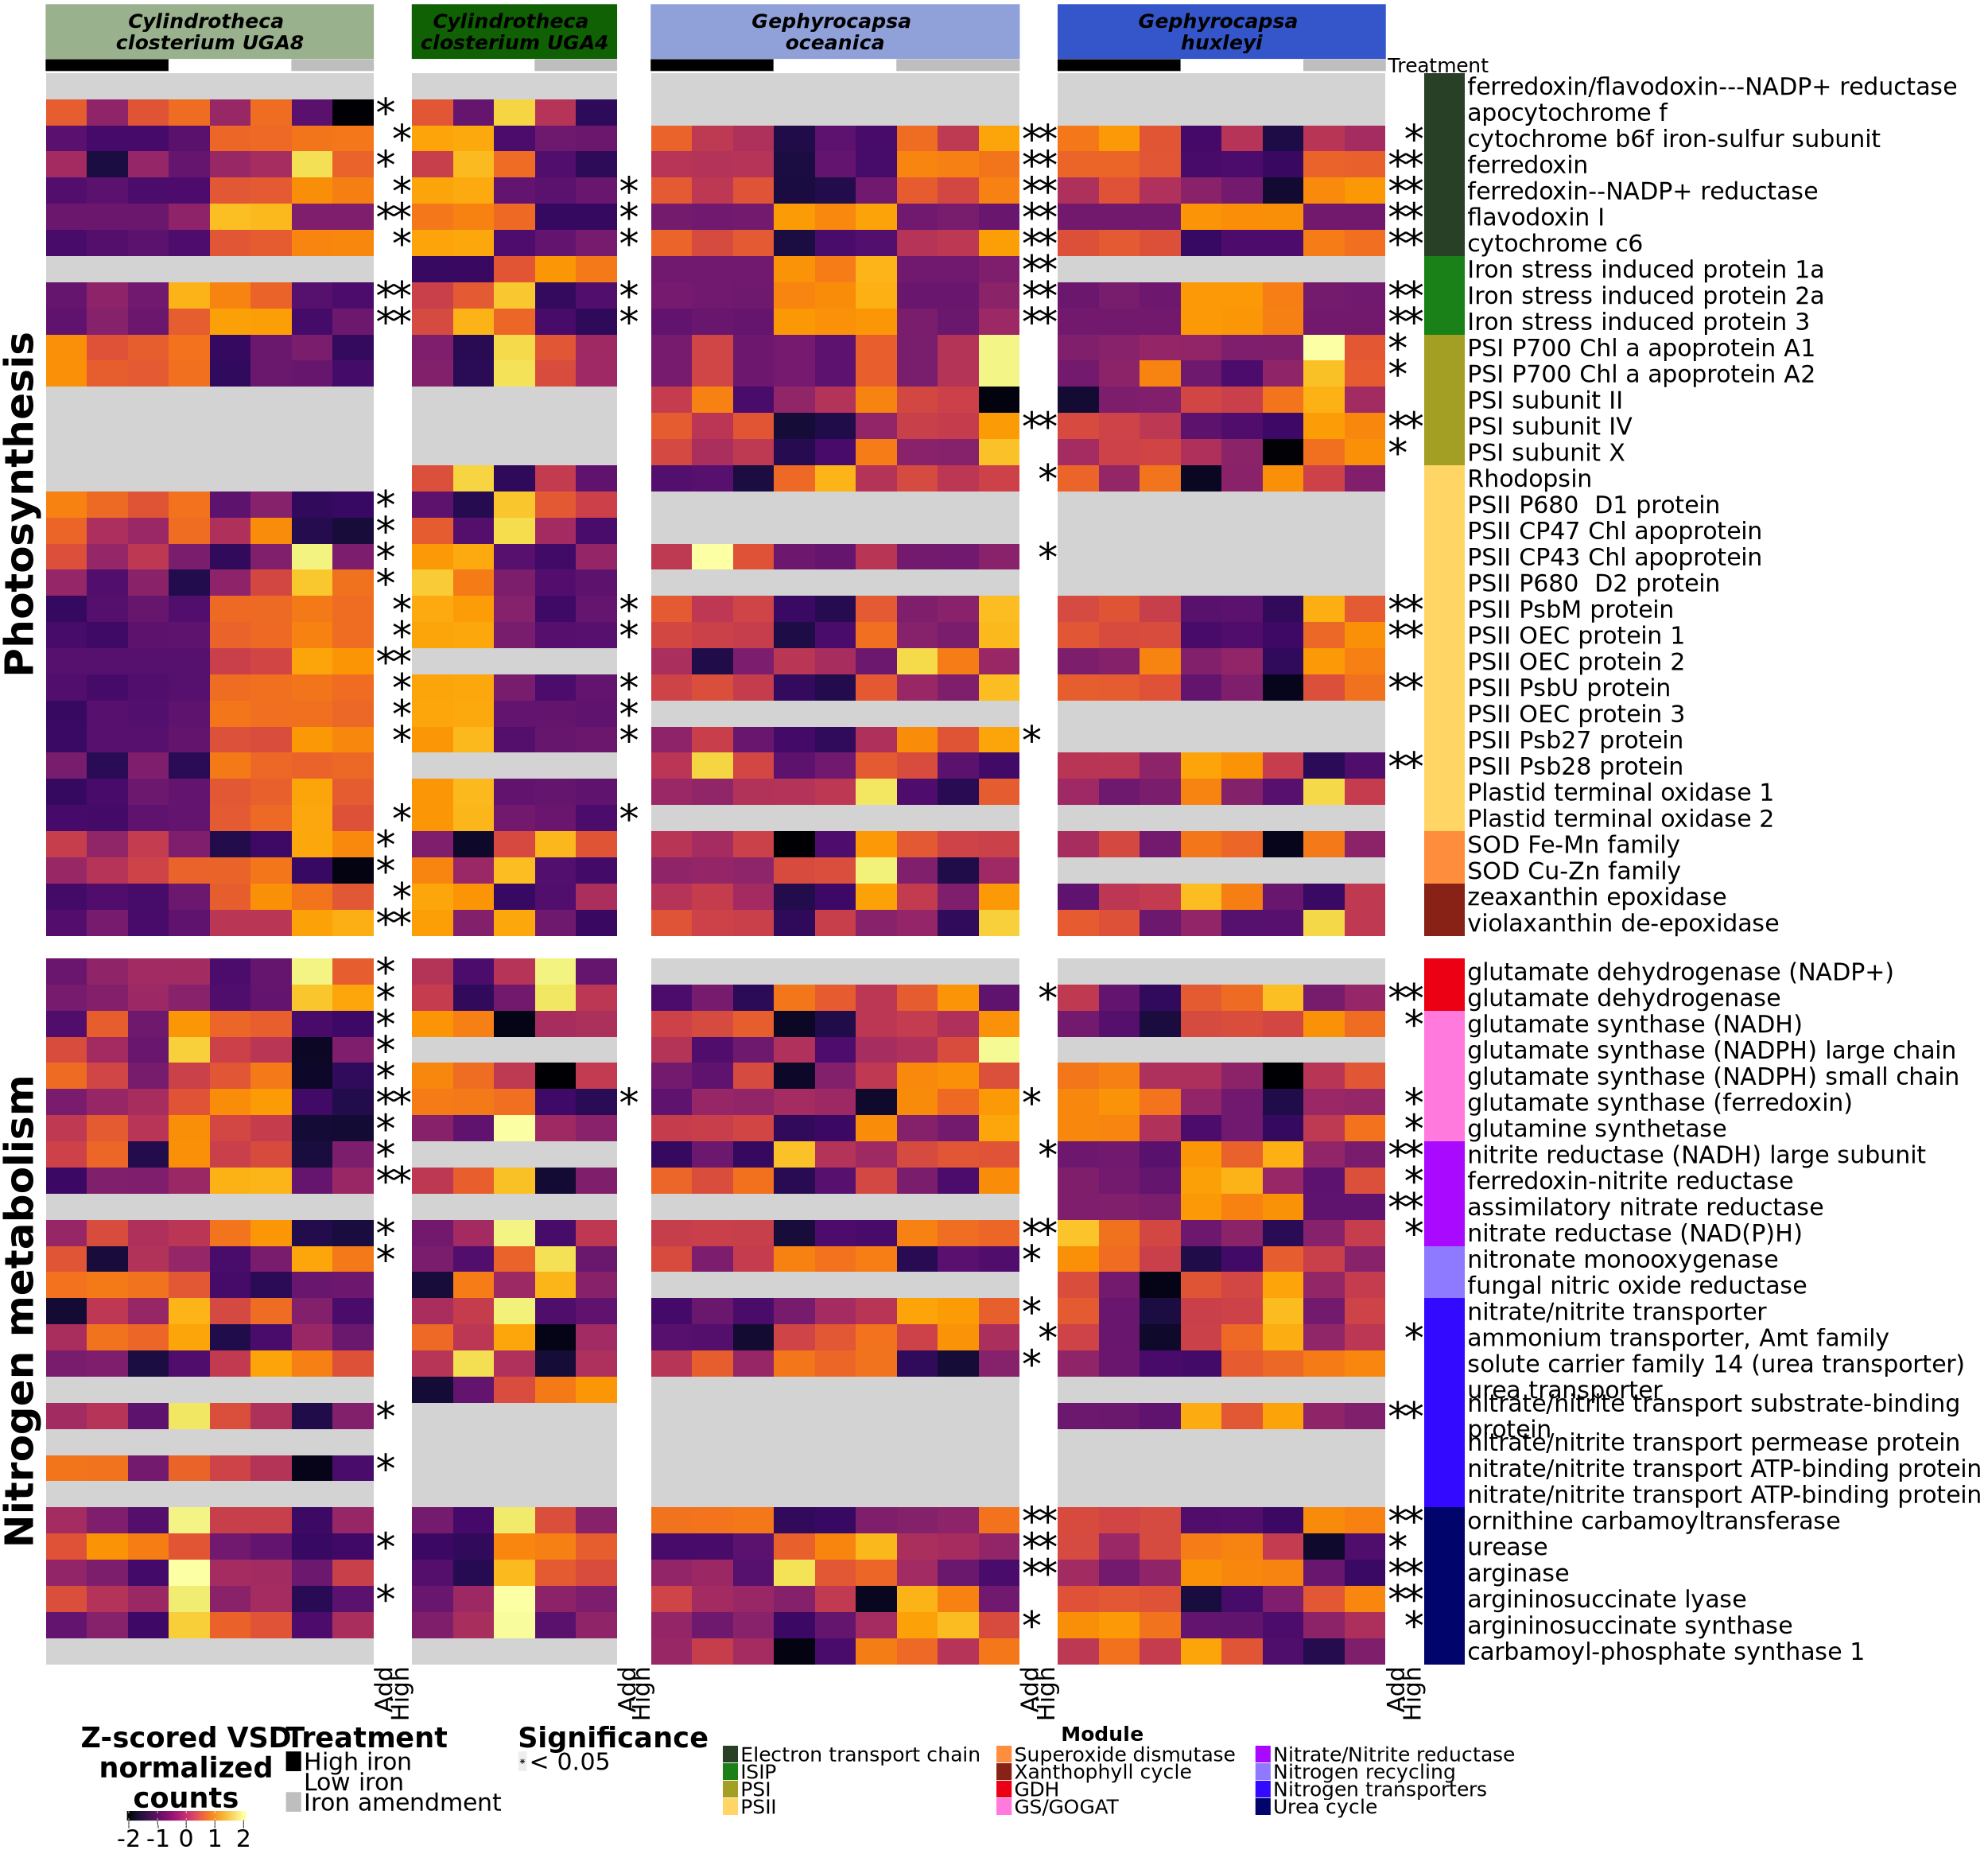 Cylindrotheca
closterium UGA8
Cylindrotheca
closterium UGA4
Gephyrocapsa
oceanica
Gephyrocapsa
huxleyi
Treatment
Photosynthesis
ferredoxin/flavodoxin---NADP+ reductase
apocytochrome f
*
cytochrome b6f iron-sulfur subunit
* ** *
ferredoxin
* ** **
ferredoxin--NADP+ reductase
* * ** **
flavodoxin I
** * ** **
cytochrome c6
* * ** **
Iron stress induced protein 1a
**
Iron stress induced protein 2a
** * ** **
Iron stress induced protein 3
** * ** **
PSI P700 Chl a apoprotein A1
*
PSI P700 Chl a apoprotein A2
*
PSI subunit II
PSI subunit IV
** **
PSI subunit X
*
Rhodopsin
*
PSII P680  D1 protein
*
PSII CP47 Chl apoprotein
*
PSII CP43 Chl apoprotein
* *
PSII P680  D2 protein
*
PSII PsbM protein
* * **
PSII OEC protein 1
* * **
PSII OEC protein 2
**
PSII PsbU protein
* * **
PSII OEC protein 3
* *
PSII Psb27 protein
* * *
PSII Psb28 protein
**
Plastid terminal oxidase 1
Plastid terminal oxidase 2
* *
SOD Fe-Mn family
*
SOD Cu-Zn family
*
zeaxanthin epoxidase
*
violaxanthin de-epoxidase
**
Nitrogen metabolism
glutamate dehydrogenase (NADP+)
*
glutamate dehydrogenase
* * **
glutamate synthase (NADH)
* *
glutamate synthase (NADPH) large chain
*
glutamate synthase (NADPH) small chain
*
glutamate synthase (ferredoxin)
** * * *
glutamine synthetase
* *
nitrite reductase (NADH) large subunit
* * **
ferredoxin-nitrite reductase
** *
assimilatory nitrate reductase
**
nitrate reductase (NAD(P)H)
* ** *
nitronate monooxygenase
* *
fungal nitric oxide reductase
nitrate/nitrite transporter
*
ammonium transporter, Amt family
* *
solute carrier family 14 (urea transporter)
*
urea transporter
nitrate/nitrite transport substrate-binding
protein
* **
nitrate/nitrite transport permease protein
nitrate/nitrite transport ATP-binding protein
*
nitrate/nitrite transport ATP-binding protein
ornithine carbamoyltransferase
** **
urease
* ** *
arginase
** **
argininosuccinate lyase
* **
argininosuccinate synthase
* *
carbamoyl-phosphate synthase 1
Add
High
Add
High
Add
High
Add
High
Z-scored VSD
normalized
counts
-2 -1 0 1 2
Treatment
High iron
Low iron
Iron amendment
Significance
* < 0.05
Module
Electron transport chain
ISIP
PSI
PSII
Superoxide dismutase
Xanthophyll cycle
GDH
GS/GOGAT
Nitrate/Nitrite reductase
Nitrogen recycling
Nitrogen transporters
Urea cycle